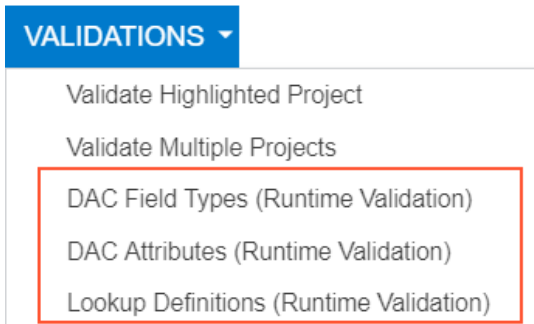 VALIDATIONS
Validate Highlighted Project
Validate Multiple Projects
DAC Field Types (Runtime Validation)
DAC Attributes (Runtime Validation)
Lookup Definitions (Runtime Validation)